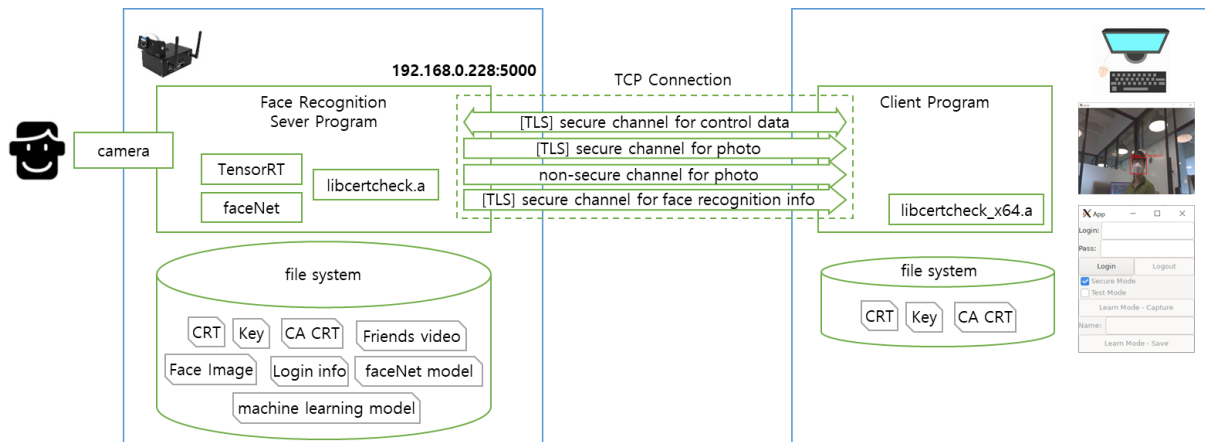 192.168.0.228:5000
TCP Connection
Face Recognition
Sever Program
camera
TensorRT
faceNet
libcertcheck.a
[TLS] secure channel for control data
[TLS] secure channel for photo
non-secure channel for photo
[TLS] secure channel for face recognition info
Client Program
libcertcheck_x64.a
file system
CRT
Key
CA CRT
Friends video
Face Image
Login info
faceNet model
machine learning model
file system
CRT
Key
CA CRT
App
Login:
Pass:
Login
Logout
Secure Mode
Test Mode
Learn Mode - Capture
Name:
Learn Mode - Save